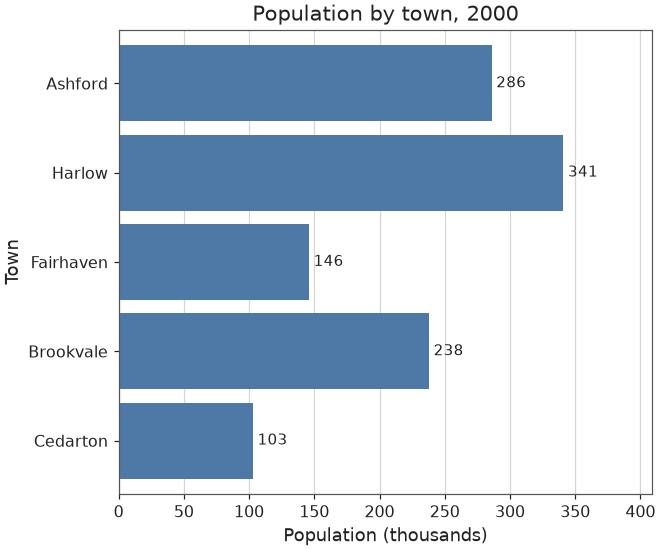 Population by town, 2000
Town
Ashford 286
Harlow 341
Fairhaven 146
Brookvale 238
Cedarton 103
0 50 100 150 200 250 300 350 400
Population (thousands)